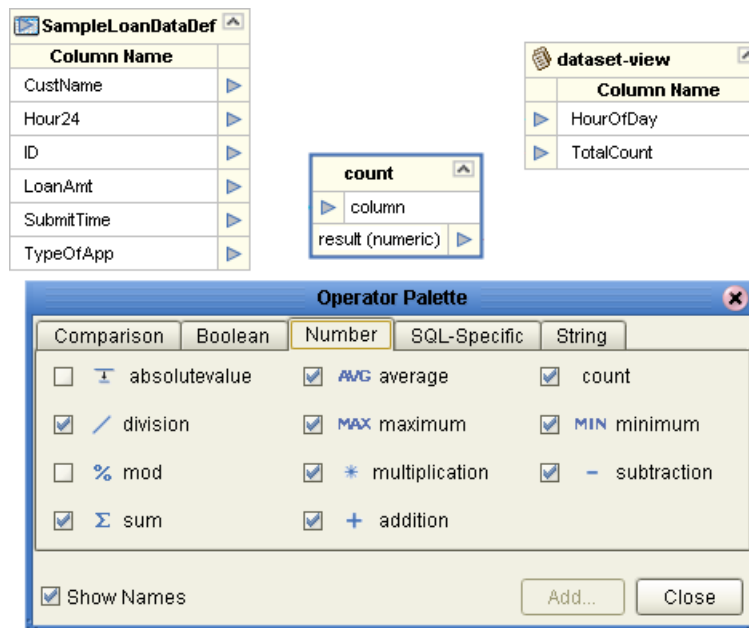 SampleLoanDataDef
Column Name
CustName
Hour24
ID
LoanAmt
SubmitTime
TypeOfApp
count
column
result (numeric)
dataset-view
Column Name
HourOfDay
TotalCount
Operator Palette
Comparison Boolean Number SQL-Specific String
absolutevalue AVG average count
division MAX maximum MIN minimum
% mod * multiplication - subtraction
Σ sum + addition
Show Names Add... Close